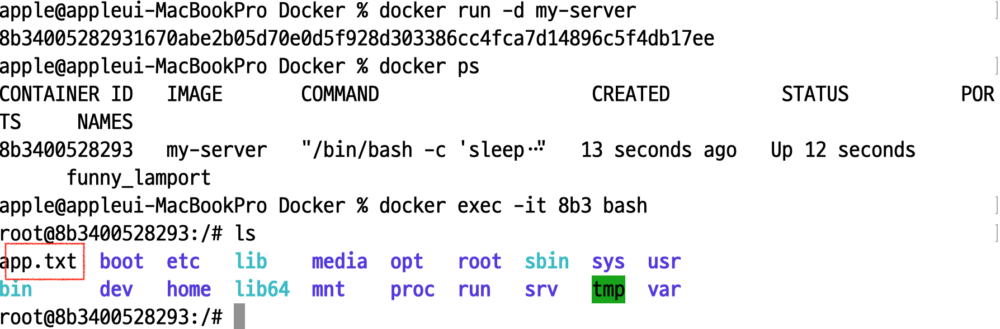 apple@appleui-MacBookPro Docker % docker run -d my-server
8b34005282931670abe2b05d70e0d5f928d303386cc4fca7d14896c5f4db17ee
apple@appleui-MacBookPro Docker % docker ps
CONTAINER ID   IMAGE       COMMAND                   CREATED          STATUS          POR
TS     NAMES
8b3400528293   my-server   "/bin/bash -c 'sleep…"   13 seconds ago   Up 12 seconds
      funny_lamport
apple@appleui-MacBookPro Docker % docker exec -it 8b3 bash
root@8b3400528293:/# ls
app.txt  boot  etc   lib    media  opt   root  sbin  sys  usr
bin      dev   home  lib64  mnt    proc  run   srv   tmp  var
root@8b3400528293:/#